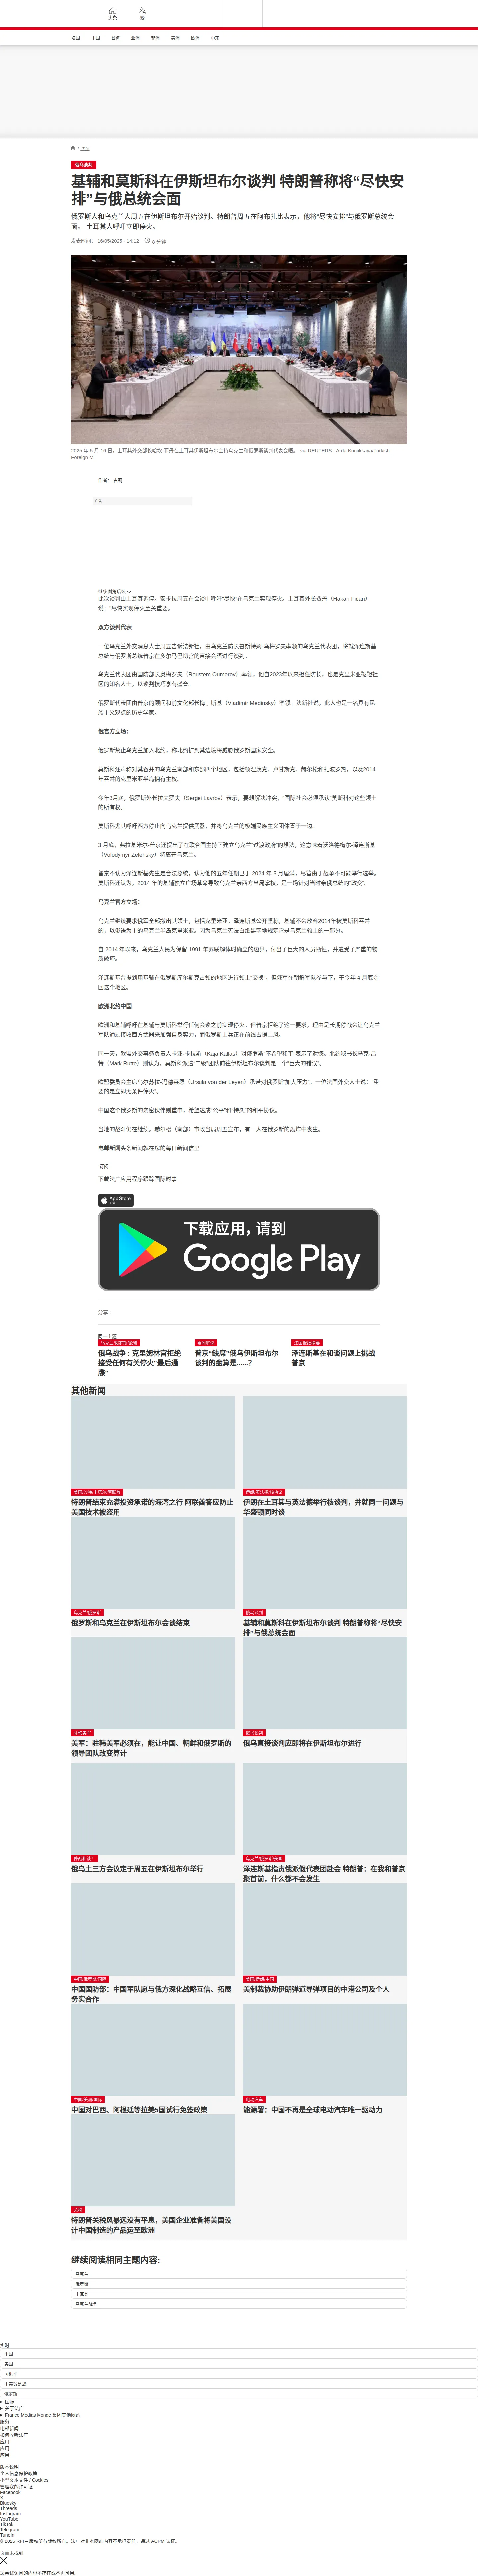 头条
繁
法国
中国
台海
亚洲
非洲
美洲
欧洲
中东
/ 国际
俄乌谈判
基辅和莫斯科在伊斯坦布尔谈判 特朗普称将“尽快安
排”与俄总统会面
俄罗斯人和乌克兰人周五在伊斯坦布尔开始谈判。特朗普周五在阿布扎比表示，他将“尽快安排”与俄罗斯总统会
面。 土耳其人呼吁立即停火。
发表时间： 16/05/2025 - 14:12
6 分钟
2025 年 5 月 16 日，土耳其外交部长哈坎·菲丹在土耳其伊斯坦布尔主持乌克兰和俄罗斯谈判代表会晤。 via REUTERS - Arda Kucukkaya/Turkish
Foreign M
作者： 古莉
广告
继续浏览后续
此次谈判由土耳其调停。安卡拉周五在会谈中呼吁“尽快”在乌克兰实现停火。土耳其外长费丹（Hakan Fidan）
说：“尽快实现停火至关重要。
双方谈判代表
一位乌克兰外交消息人士周五告诉法新社，由乌克兰防长鲁斯特姆·乌梅罗夫率领的乌克兰代表团，将就泽连斯基
总统与俄罗斯总统普京在多尔马巴切宫的直接会晤进行谈判。
乌克兰代表团由国防部长奥梅罗夫（Roustem Oumerov）率领，他自2023年以来担任防长，也是克里米亚鞑靼社
区的知名人士，以谈判技巧享有盛誉。
俄罗斯代表团由普京的顾问和前文化部长梅丁斯基（Vladimir Medinsky）率领。法新社说，此人也是一名具有民
族主义观点的历史学家。
俄官方立场：
俄罗斯禁止乌克兰加入北约，称北约扩到其边境将威胁俄罗斯国家安全。
莫斯科还声称对其吞并的乌克兰南部和东部四个地区，包括顿涅茨克、卢甘斯克、赫尔松和扎波罗热，以及2014
年吞并的克里米亚半岛拥有主权。
今年3月底，俄罗斯外长拉夫罗夫（Sergei Lavrov）表示，要想解决冲突，“国际社会必须承认”莫斯科对这些领土
的所有权。
莫斯科尤其呼吁西方停止向乌克兰提供武器，并将乌克兰的极端民族主义团体置于一边。
3 月底，弗拉基米尔-普京还提出了在联合国主持下建立乌克兰“过渡政府”的想法，这意味着沃洛德梅尔-泽连斯基
（Volodymyr Zelensky）将离开乌克兰。
普京不认为泽连斯基先生是合法总统，认为他的五年任期已于 2024 年 5 月届满，尽管由于战争不可能举行选举。
莫斯科还认为，2014 年的基辅独立广场革命导致乌克兰亲西方当局掌权，是一场针对当时亲俄总统的“政变”。
乌克兰官方立场：
乌克兰继续要求俄军全部撤出其领土，包括克里米亚。泽连斯基公开坚称，基辅不会放弃2014年被莫斯科吞并
的，以俄语为主的乌克兰半岛克里米亚。因为乌克兰宪法白纸黑字地规定它是乌克兰领土的一部分。
自 2014 年以来，乌克兰人民为保留 1991 年苏联解体时确立的边界，付出了巨大的人员牺牲，并遭受了严重的物
质破坏。
泽连斯基曾提到用基辅在俄罗斯库尔斯克占领的地区进行领土“交换”，但俄军在朝鲜军队参与下，于今年 4 月底夺
回这个地区。
欧洲北约中国
欧洲和基辅呼吁在基辅与莫斯科举行任何会谈之前实现停火。但普京拒绝了这一要求，理由是长期停战会让乌克兰
军队通过接收西方武器来加强自身实力，而俄罗斯士兵正在前线占据上风。
同一天，欧盟外交事务负责人卡亚-卡拉斯（Kaja Kallas）对俄罗斯“不希望和平”表示了遗憾。北约秘书长马克·吕
特（Mark Rutte）则认为，莫斯科派遣“二级”团队前往伊斯坦布尔谈判是一个“巨大的错误”。
欧盟委员会主席乌尔苏拉-冯德莱恩（Ursula von der Leyen）承诺对俄罗斯“加大压力”。一位法国外交人士说：“重
要的是立即无条件停火”。
中国这个俄罗斯的亲密伙伴则重申，希望达成“公平”和“持久”的和平协议。
当地的战斗仍在继续。赫尔松（南部）市政当局周五宣布，有一人在俄罗斯的轰炸中丧生。
电邮新闻头条新闻就在您的每日新闻信里
订阅
下载法广应用程序跟踪国际时事
App Store
下载应用，请到
Google Play
分享 :
同一主题
乌克兰/俄罗斯/欧盟
俄乌战争：克里姆林宫拒绝
接受任何有关停火“最后通
牒”
要闻解说
普京“缺席”俄乌伊斯坦布尔
谈判的盘算是……？
法国报纸摘要
泽连斯基在和谈问题上挑战
普京
其他新闻
美国/沙特/卡塔尔/阿联酋
特朗普结束充满投资承诺的海湾之行 阿联酋答应防止
美国技术被盗用
伊朗/英法德/核协议
伊朗在土耳其与英法德举行核谈判，并就同一问题与
华盛顿同时谈
乌克兰/俄罗斯
俄罗斯和乌克兰在伊斯坦布尔会谈结束
俄乌谈判
基辅和莫斯科在伊斯坦布尔谈判 特朗普称将“尽快安
排”与俄总统会面
驻韩美军
美军：驻韩美军必须在，能让中国、朝鲜和俄罗斯的
领导团队改变算计
俄乌谈判
俄乌直接谈判应即将在伊斯坦布尔进行
停战和谈？
俄乌土三方会议定于周五在伊斯坦布尔举行
乌克兰/俄罗斯/美国
泽连斯基指责俄派假代表团赴会 特朗普：在我和普京
聚首前，什么都不会发生
中国/俄罗斯/国际
中国国防部：中国军队愿与俄方深化战略互信、拓展
务实合作
美国/伊朗/中国
美制裁协助伊朗弹道导弹项目的中港公司及个人
中国/美洲/国际
中国对巴西、阿根廷等拉美5国试行免签政策
电动汽车
能源署：中国不再是全球电动汽车唯一驱动力
关税
特朗普关税风暴远没有平息，美国企业准备将美国设
计中国制造的产品运至欧洲
继续阅读相同主题内容:
乌克兰
俄罗斯
土耳其
乌克兰战争
实时
中国
美国
习近平
中美贸易战
俄罗斯
国际
关于法广
France Médias Monde 集团其他网站
服务
电邮新闻
如何收听法广
应用
应用
应用
版本说明
个人信息保护政策
小型文本文件 / Cookies
管理我的许可证
Facebook
X
Bluesky
Threads
Instagram
YouTube
TikTok
Telegram
TuneIn
© 2025 RFI – 版权所有版权所有。法广对非本网站内容不承担责任。通过 ACPM 认证。
页面未找到
您尝试访问的内容不存在或不再可用。